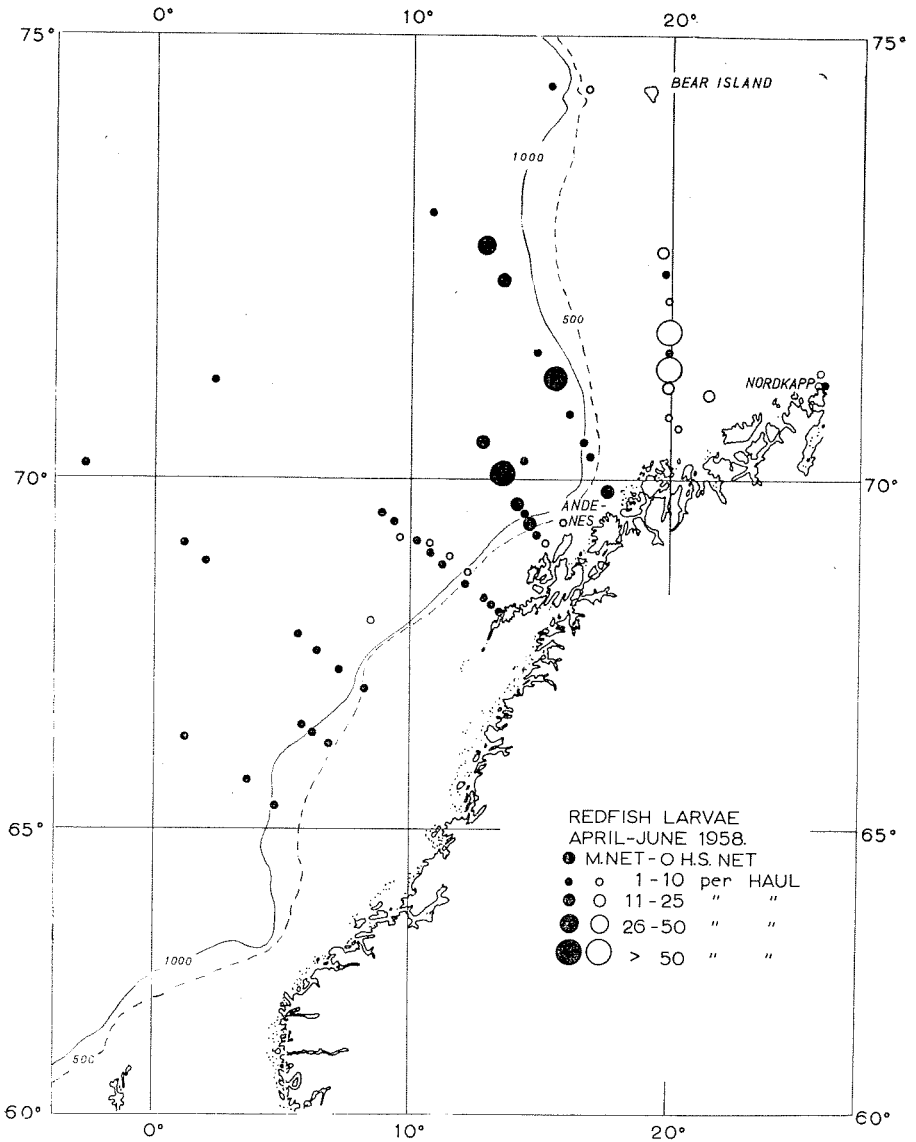 0° 10° 20°
75° 75°
BEAR ISLAND
1000
500
NORDKAPP
70° 70°
ANDE-
NES
65° 65°
REDFISH LARVAE
APRIL-JUNE 1958.
M.NET - O H.S. NET
1-10 per HAUL
11-25 " "
26-50 " "
> 50 " "
1000
500
60° 60°
0° 10° 20°